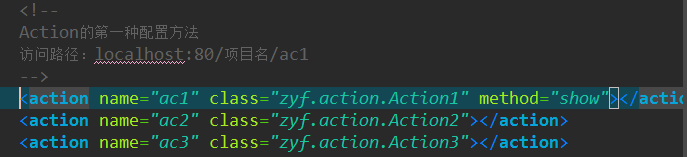 <!--
Action的第一种配置方法
访问路径：localhost:80/项目名/ac1
-->
<action name="ac1" class="zyf.action.Action1" method="show"></actio
<action name="ac2" class="zyf.action.Action2"></action>
<action name="ac3" class="zyf.action.Action3"></action>